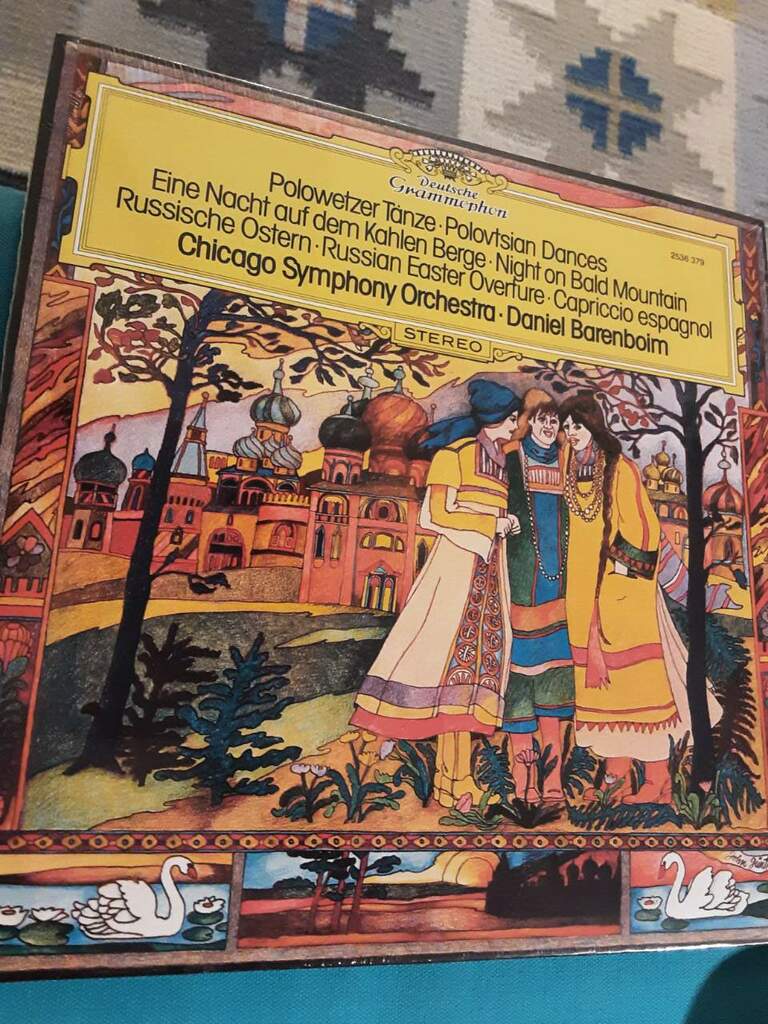 Deutsche
Grammophon
Polowetzer Tänze · Polovtsian Dances
2536 379
Eine Nacht auf dem Kahlen Berge · Night on Bald Mountain
Russische Ostern · Russian Easter Overture · Capriccio espagnol
Chicago Symphony Orchestra · Daniel Barenboim
STEREO